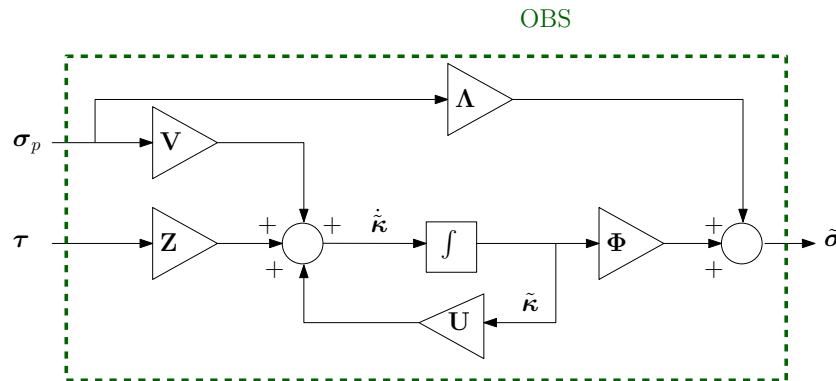 OBS
Λ
σ_p
V
+ + κ̃̇
τ
Z
∫
Φ
+
σ̃
+
+
κ̃
U